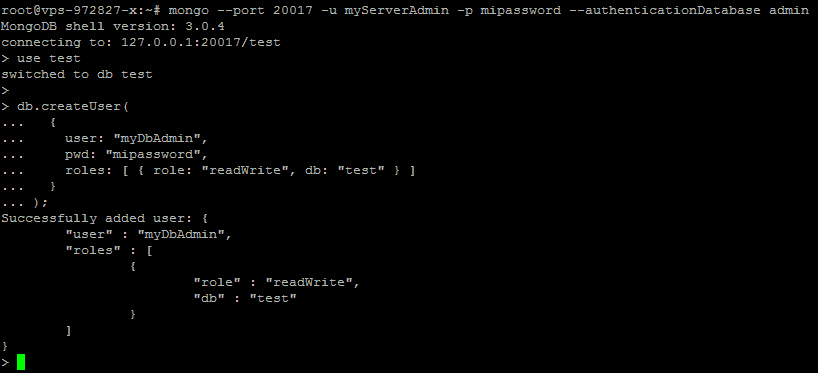 root@vps-972827-x:~# mongo --port 20017 -u myServerAdmin -p mipassword --authenticationDatabase admin
MongoDB shell version: 3.0.4
connecting to: 127.0.0.1:20017/test
> use test
switched to db test
>
> db.createUser(
...   {
...     user: "myDbAdmin",
...     pwd: "mipassword",
...     roles: [ { role: "readWrite", db: "test" } ]
...   }
... );
Successfully added user: {
        "user" : "myDbAdmin",
        "roles" : [
                {
                        "role" : "readWrite",
                        "db" : "test"
                }
        ]
}
>